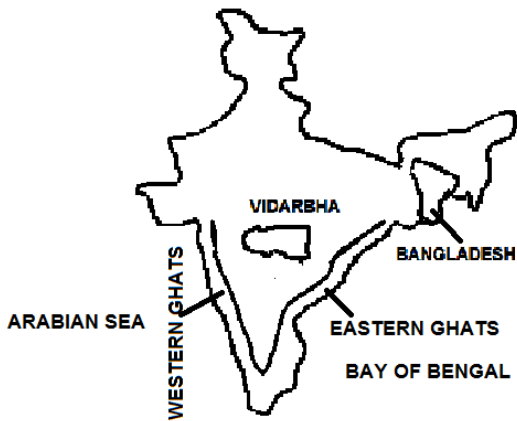 VIDARBHA
BANGLADESH
WESTERN GHATS
ARABIAN SEA
EASTERN GHATS
BAY OF BENGAL